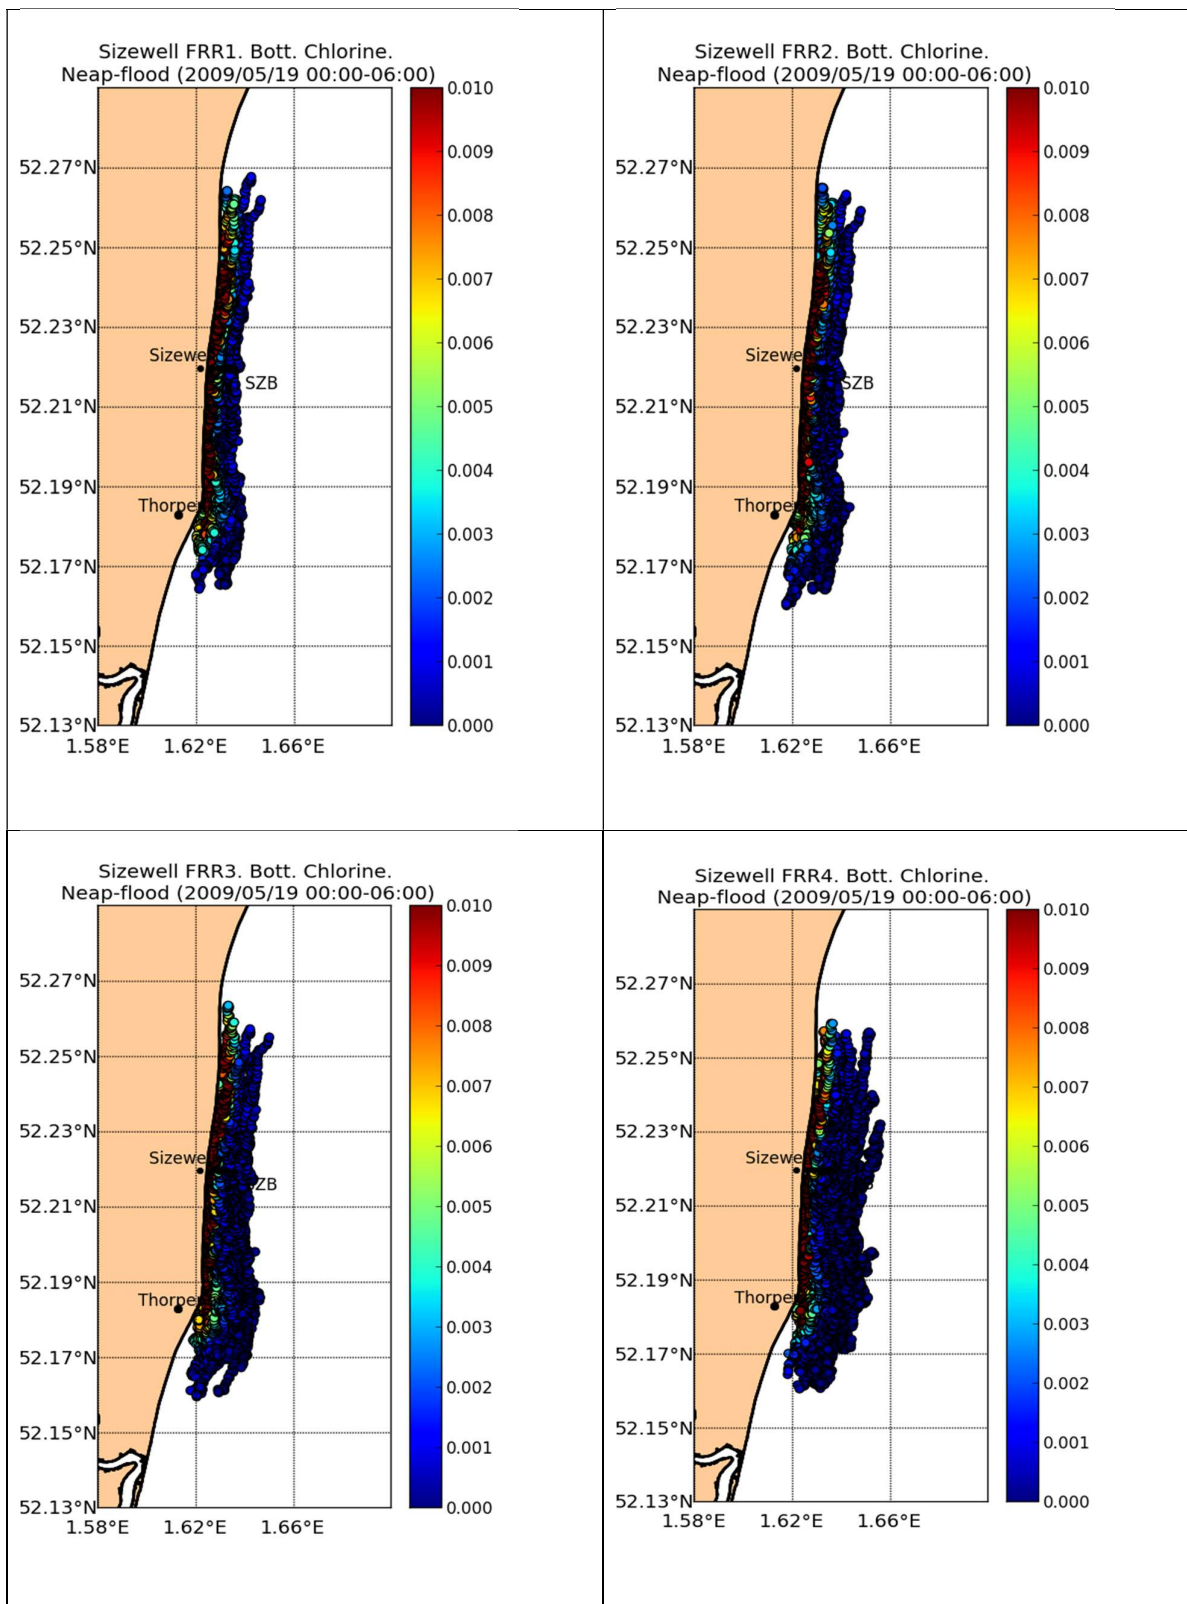 Sizewell FRR1. Bott. Chlorine.
Neap-flood (2009/05/19 00:00-06:00)
0.010
0.009
0.008
0.007
0.006
0.005
0.004
0.003
0.002
0.001
0.000
52.27°N
52.25°N
52.23°N
52.21°N
52.19°N
52.17°N
52.15°N
52.13°N
Sizewe
SZB
Thorpe
1.58°E 1.62°E 1.66°E
Sizewell FRR2. Bott. Chlorine.
Neap-flood (2009/05/19 00:00-06:00)
0.010
0.009
0.008
0.007
0.006
0.005
0.004
0.003
0.002
0.001
0.000
52.27°N
52.25°N
52.23°N
52.21°N
52.19°N
52.17°N
52.15°N
52.13°N
Sizewe
SZB
Thorpe
1.58°E 1.62°E 1.66°E
Sizewell FRR3. Bott. Chlorine.
Neap-flood (2009/05/19 00:00-06:00)
0.010
0.009
0.008
0.007
0.006
0.005
0.004
0.003
0.002
0.001
0.000
52.27°N
52.25°N
52.23°N
52.21°N
52.19°N
52.17°N
52.15°N
52.13°N
Sizewe
ZB
Thorpe
1.58°E 1.62°E 1.66°E
Sizewell FRR4. Bott. Chlorine.
Neap-flood (2009/05/19 00:00-06:00)
0.010
0.009
0.008
0.007
0.006
0.005
0.004
0.003
0.002
0.001
0.000
52.27°N
52.25°N
52.23°N
52.21°N
52.19°N
52.17°N
52.15°N
52.13°N
Sizewe
Thorpe
1.58°E 1.62°E 1.66°E